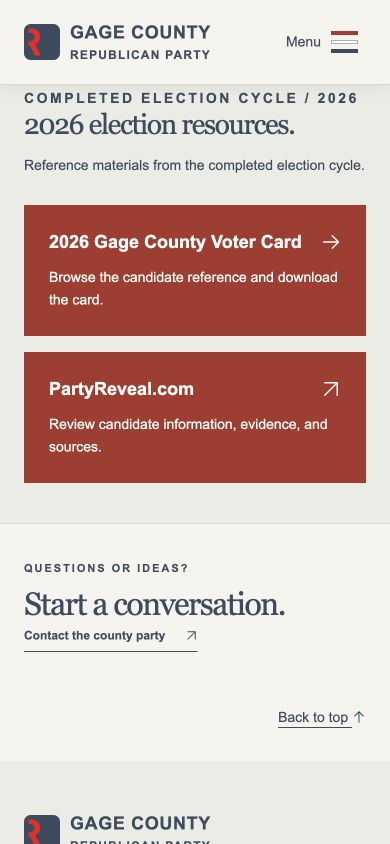 GAGE COUNTY
REPUBLICAN PARTY
Menu
COMPLETED ELECTION CYCLE / 2026
2026 election resources.
Reference materials from the completed election cycle.
2026 Gage County Voter Card →
Browse the candidate reference and download
the card.
PartyReveal.com ↗
Review candidate information, evidence, and
sources.
QUESTIONS OR IDEAS?
Start a conversation.
Contact the county party ↗
Back to top ↑
GAGE COUNTY
REPUBLICAN PARTY